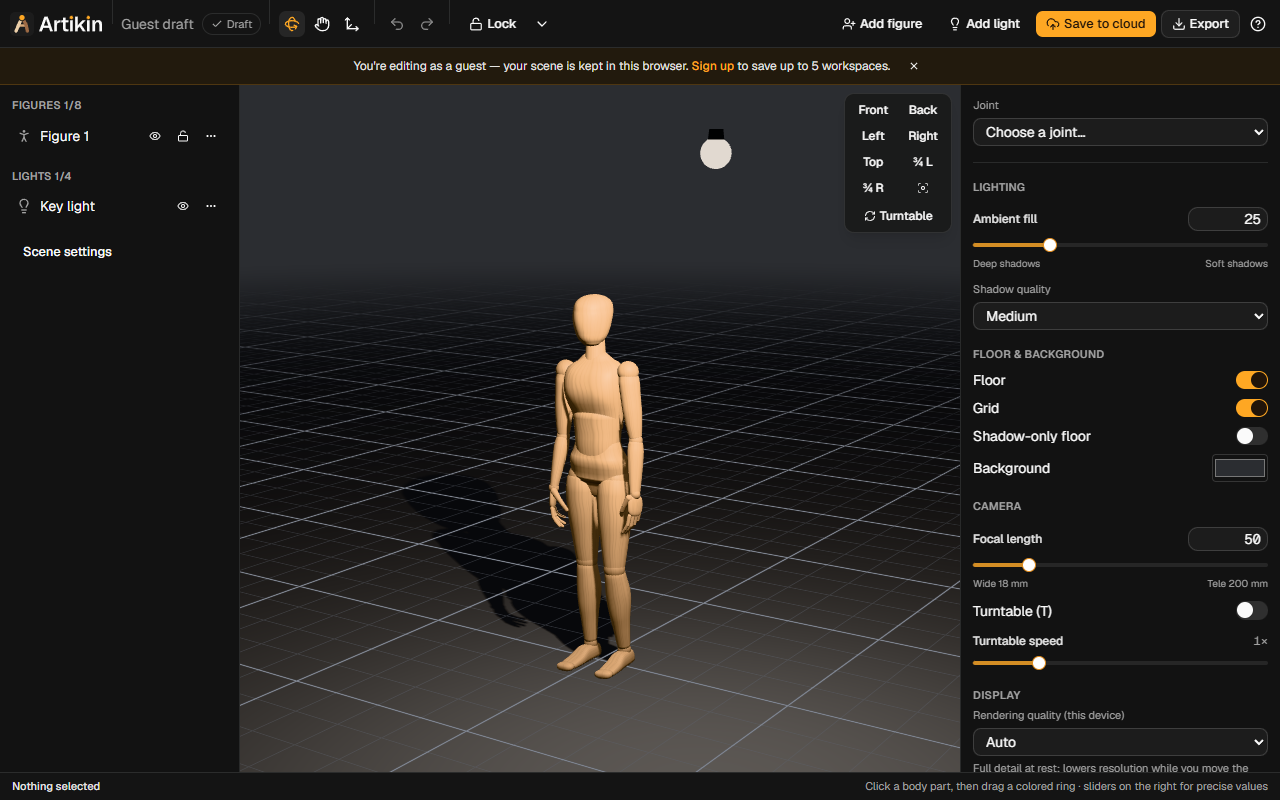 Artikin
Guest draft
Draft
Lock
Add figure
Add light
Save to cloud
Export
You're editing as a guest — your scene is kept in this browser. Sign up to save up to 5 workspaces.
FIGURES 1/8
Figure 1
LIGHTS 1/4
Key light
Scene settings
Front Back
Left Right
Top ¾ L
¾ R
Turntable
Joint
Choose a joint...
LIGHTING
Ambient fill 25
Deep shadows Soft shadows
Shadow quality
Medium
FLOOR & BACKGROUND
Floor
Grid
Shadow-only floor
Background
CAMERA
Focal length 50
Wide 18 mm Tele 200 mm
Turntable (T)
Turntable speed 1×
DISPLAY
Rendering quality (this device)
Auto
Full detail at rest; lowers resolution while you move the
Nothing selected
Click a body part, then drag a colored ring · sliders on the right for precise values